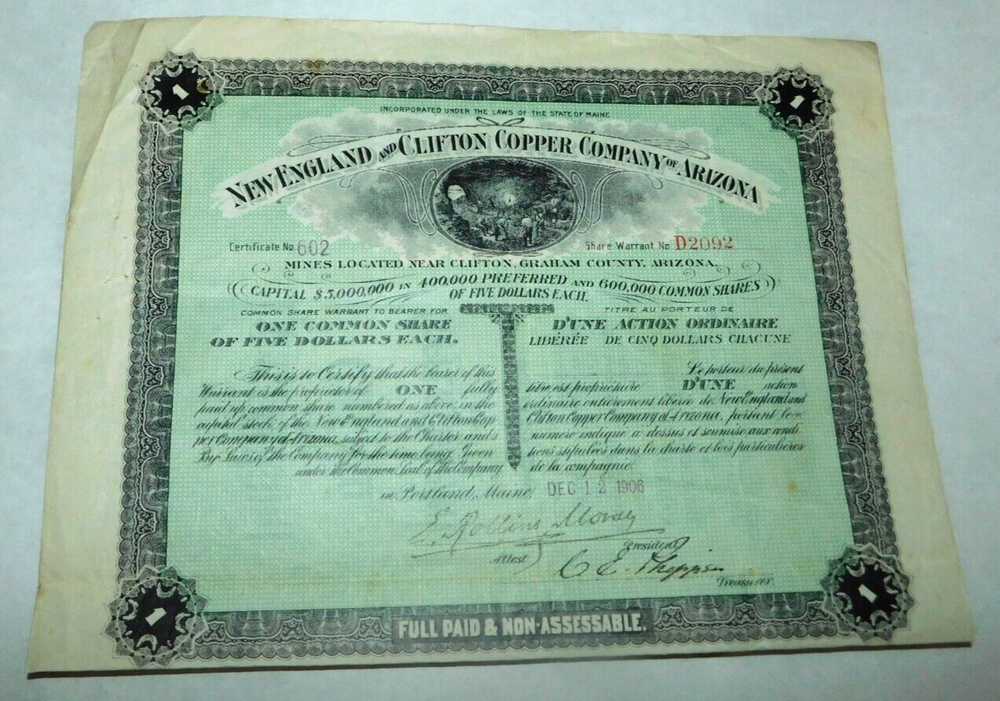 1
1
INCORPORATED UNDER THE LAWS OF THE STATE OF MAINE
NEW ENGLAND AND CLIFTON COPPER COMPANY OF ARIZONA
Certificate No 602
Share Warrant No D2092
MINES LOCATED NEAR CLIFTON, GRAHAM COUNTY, ARIZONA.
CAPITAL $5,000,000 IN 400,000 PREFERRED AND 600,000 COMMON SHARES
OF FIVE DOLLARS EACH.
COMMON SHARE WARRANT TO BEARER FOR
ONE COMMON SHARE
OF FIVE DOLLARS EACH.
TITRE AU PORTEUR DE
D'UNE ACTION ORDINAIRE
LIBÉRÉE DE CINQ DOLLARS CHACUNE
This is to Certify that the bearer of this
Warrant is the proprietor of ONE fully
paid up common share numbered as above, in the
capital stock, of the New England and Clifton Cop
per Company of Arizona, subject to the Charter and
By-Laws of the Company for the time being. Given
under the Common Seal of the Company
Le porteur du présent
titre est propriétaire D'UNE action
ordinaire entièrement libérée de New England and
Clifton Copper Company of Arizona, portant le
numéro indiqué ci dessus et soumise aux condi
tions stipulées dans la charte et lois particulières
de la compagnie.
in Portland, Maine, DEC 12 1906
E. Rollins Morse
President
Attest
C. E.
Treasurer.
1
1
FULL PAID & NON-ASSESSABLE.